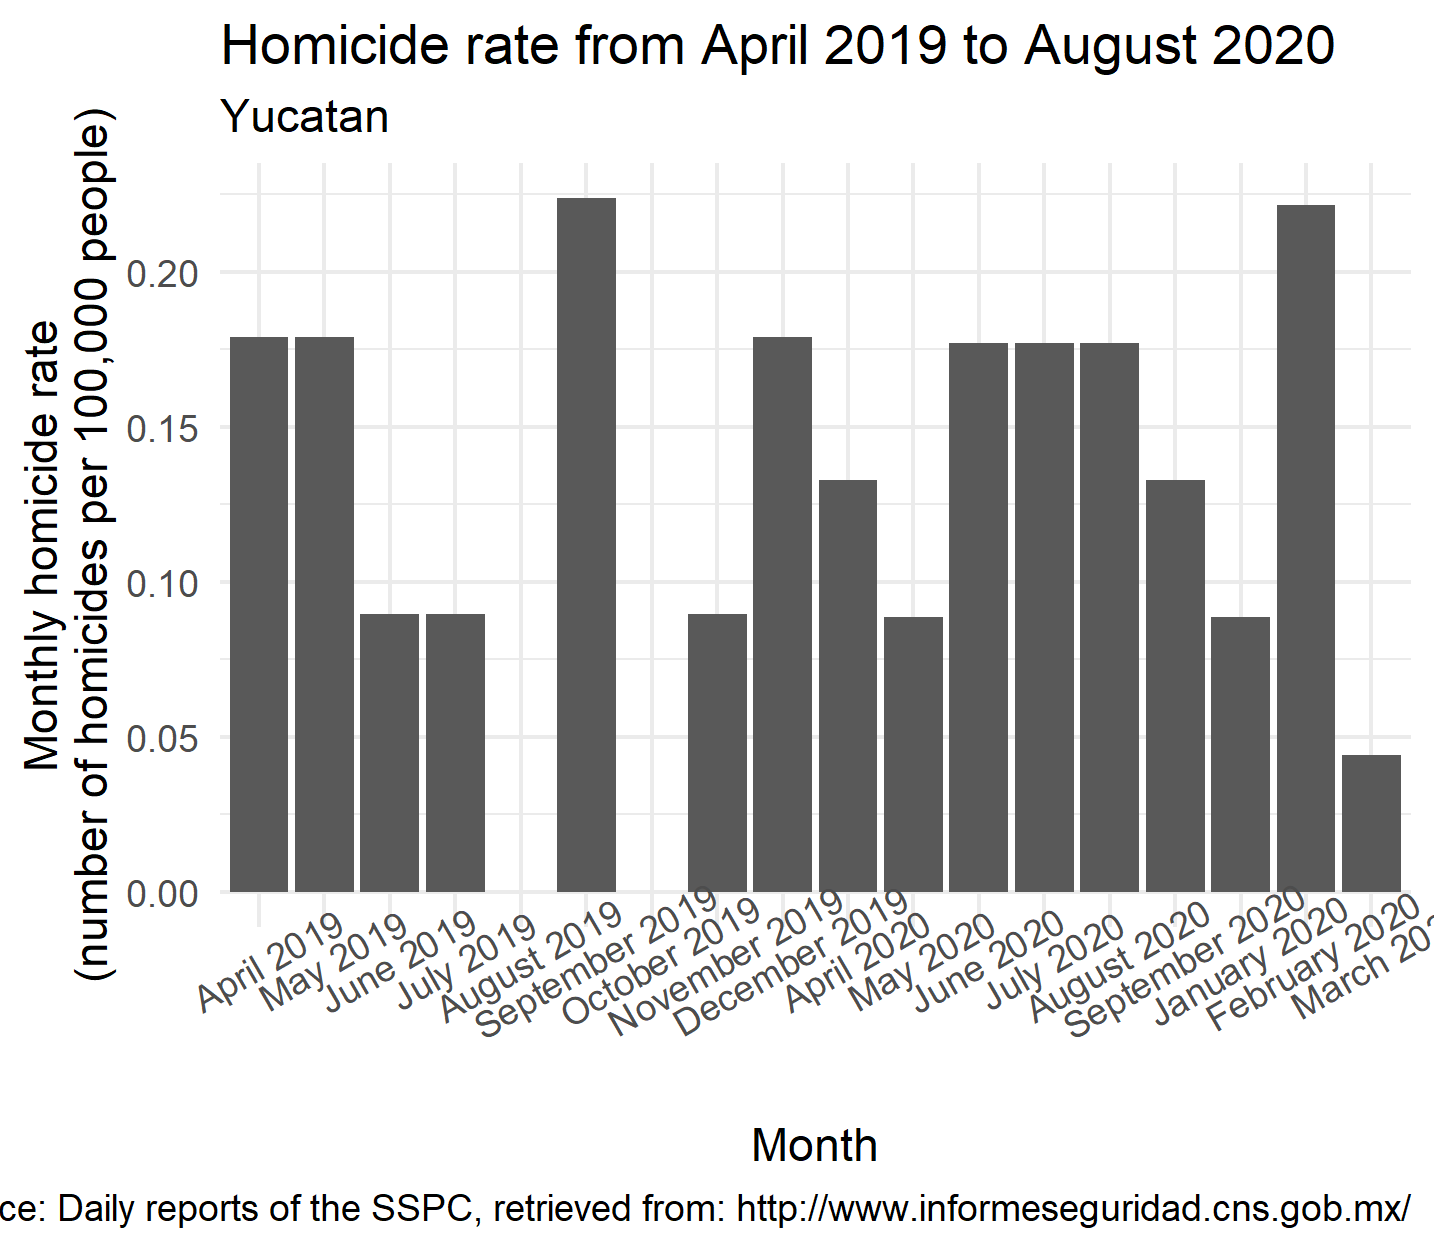 Homicide rate from April 2019 to August 2020
Yucatan
Monthly homicide rate
(number of homicides per 100,000 people)
0.20
0.15
0.10
0.05
0.00
April 2019
May 2019
June 2019
July 2019
August 2019
September 2019
October 2019
November 2019
December 2019
April 2020
May 2020
June 2020
July 2020
August 2020
September 2020
January 2020
February 2020
March 202
Month
ce: Daily reports of the SSPC, retrieved from: http://www.informeseguridad.cns.gob.mx/